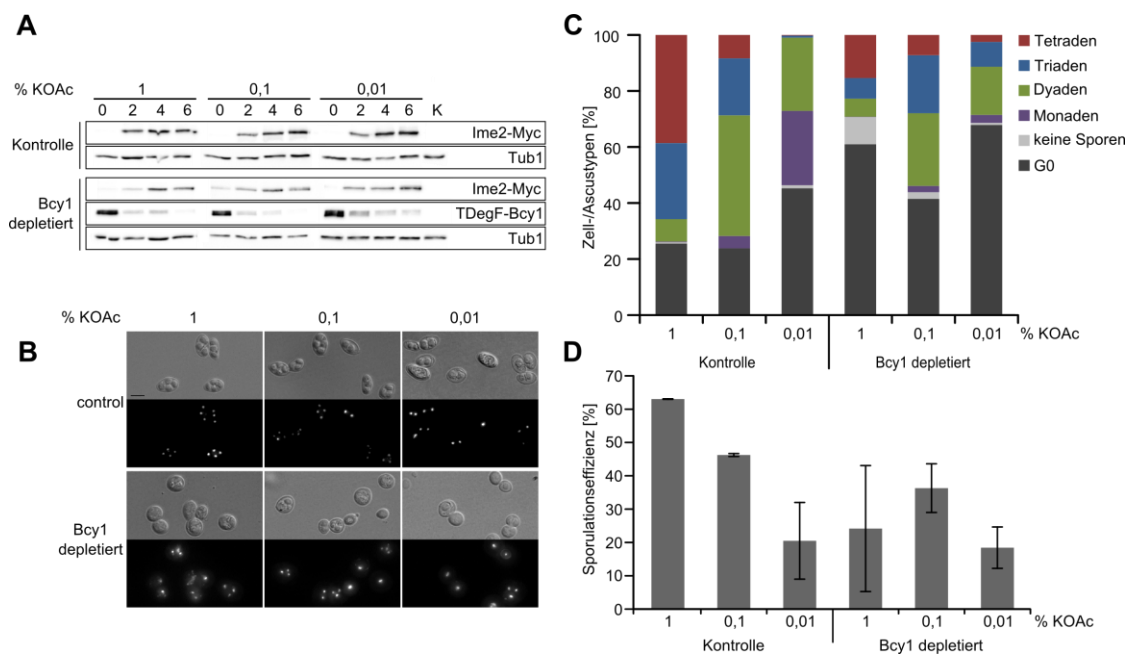 A
% KOAc
1 0,1 0,01
0 2 4 6 0 2 4 6 0 2 4 6 K
Kontrolle
Ime2-Myc
Tub1
Bcy1
depletiert
Ime2-Myc
TDegF-Bcy1
Tub1
B
% KOAc
1 0,1 0,01
control
Bcy1
depletiert
C
Zell-/Ascustypen [%]
100
80
60
40
20
0
Tetraden
Triaden
Dyaden
Monaden
keine Sporen
G0
1 0,1 0,01 1 0,1 0,01 % KOAc
Kontrolle Bcy1 depletiert
D
Sporulationseffizienz [%]
70
60
50
40
30
20
10
0
1 0,1 0,01 1 0,1 0,01 % KOAc
Kontrolle Bcy1 depletiert